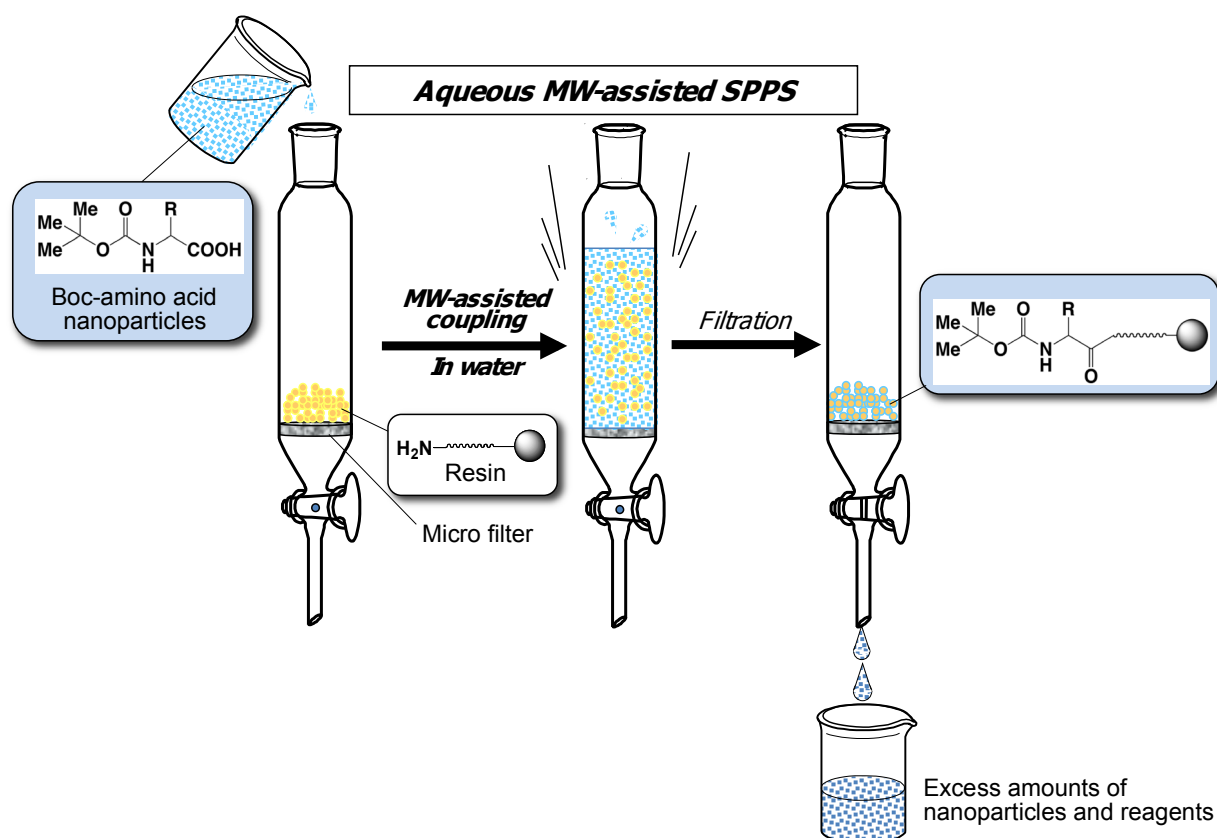 Aqueous MW-assisted SPPS
Me
O
R
Me
Me
O
N
H
COOH
Boc-amino acid
nanoparticles
MW-assisted
coupling
In water
H₂N
Resin
Micro filter
Filtration
Me
O
R
Me
Me
O
N
H
O
Excess amounts of
nanoparticles and reagents